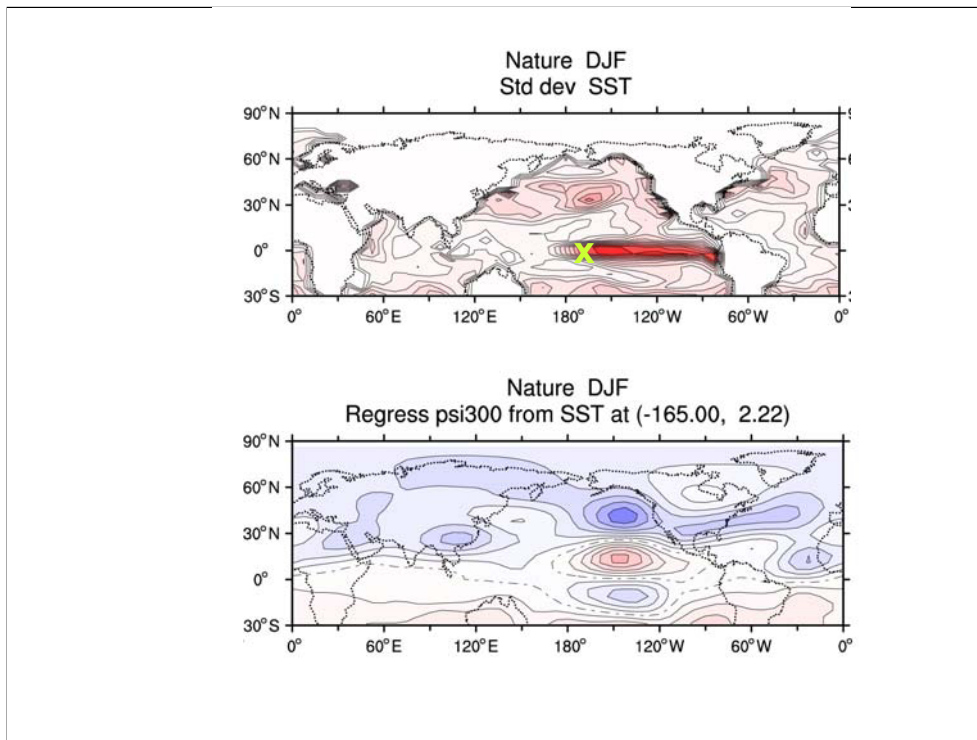 Nature DJF
Std dev SST
90°N
60°N
30°N
0°
30°S
0° 60°E 120°E 180° 120°W 60°W 0°
X
Nature DJF
Regress psi300 from SST at (-165.00, 2.22)
90°N
60°N
30°N
0°
30°S
0° 60°E 120°E 180° 120°W 60°W 0°